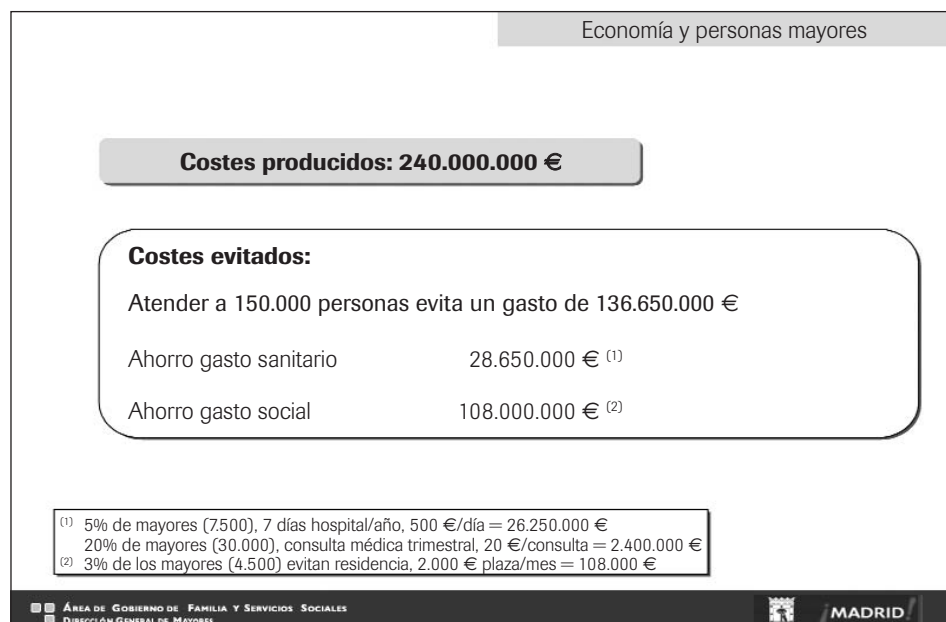 Economía y personas mayores
Costes producidos: 240.000.000 €
Costes evitados:
Atender a 150.000 personas evita un gasto de 136.650.000 €
Ahorro gasto sanitario 28.650.000 € (1)
Ahorro gasto social 108.000.000 € (2)
(1) 5% de mayores (7.500), 7 días hospital/año, 500 €/día = 26.250.000 €
20% de mayores (30.000), consulta médica trimestral, 20 €/consulta = 2.400.000 €
(2) 3% de los mayores (4.500) evitan residencia, 2.000 € plaza/mes = 108.000 €
ÁREA DE GOBIERNO DE FAMILIA Y SERVICIOS SOCIALES
DIRECCIÓN GENERAL DE MAYORES
¡MADRID!